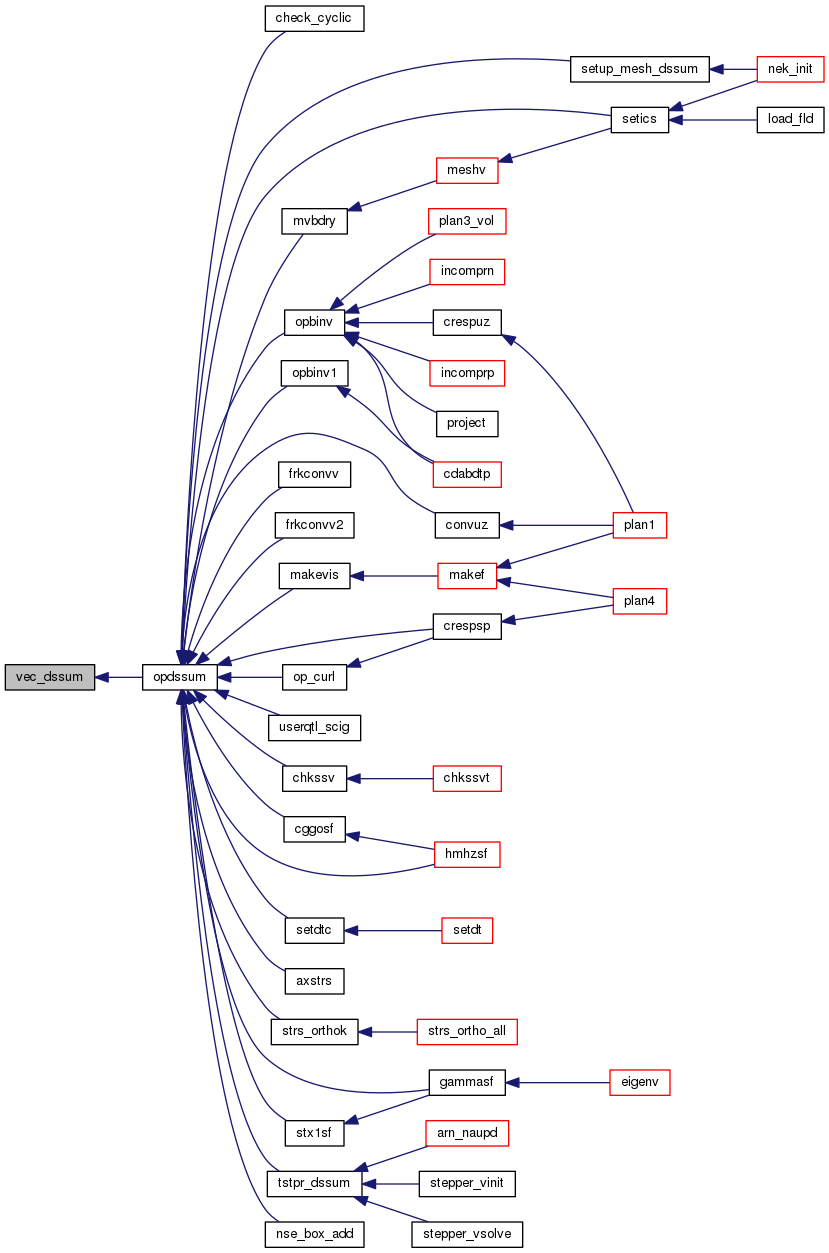 check_cyclic
setup_mesh_dssum
nek_init
setics
load_fld
meshv
mvbdry
plan3_vol
incomprn
opbinv
crespuz
opbinv1
incomprp
project
frkconvv
cdabdtp
frkconvv2
convuz
plan1
makevis
makef
plan4
crespsp
vec_dssum
opdssum
op_curl
userqtl_scig
chkssv
chkssvt
cggosf
hmhzsf
setdtc
setdt
axstrs
strs_orthok
strs_ortho_all
gammasf
eigenv
stx1sf
arn_naupd
tstpr_dssum
stepper_vinit
nse_box_add
stepper_vsolve